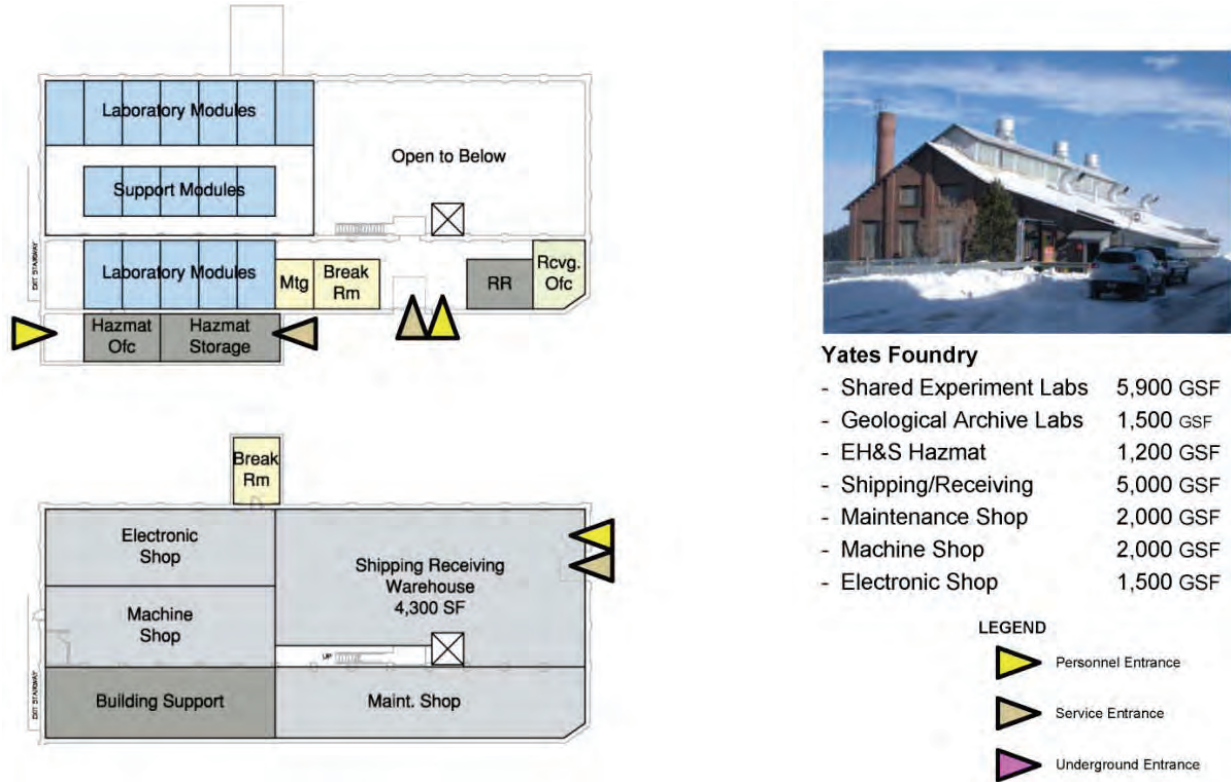 Laboratory Modules
Open to Below
Support Modules
EXIT STAIRWAY
Laboratory Modules
Mtg
Break
Rm
RR
Rcvg.
Ofc
Hazmat
Ofc
Hazmat
Storage
Break
Rm
Electronic
Shop
Shipping Receiving
Warehouse
4,300 SF
Machine
Shop
UP
EXIT STAIRWAY
Building Support
Maint. Shop
Yates Foundry
- Shared Experiment Labs 5,900 GSF
- Geological Archive Labs 1,500 GSF
- EH&S Hazmat 1,200 GSF
- Shipping/Receiving 5,000 GSF
- Maintenance Shop 2,000 GSF
- Machine Shop 2,000 GSF
- Electronic Shop 1,500 GSF
LEGEND
Personnel Entrance
Service Entrance
Underground Entrance